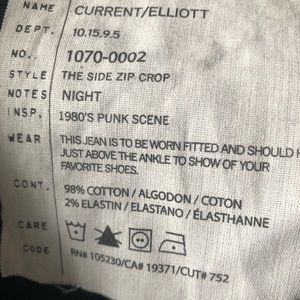 NAME CURRENT/ELLIOTT
DEPT. 10.15.9.5
NO. 1070-0002
STYLE THE SIDE ZIP CROP
NOTES NIGHT
INSP. 1980'S PUNK SCENE
WEAR THIS JEAN IS TO BE WORN FITTED AND SHOULD
JUST ABOVE THE ANKLE TO SHOW OF YOUR
FAVORITE SHOES.
CONT. 98% COTTON / ALGODON / COTON
2% ELASTIN / ELASTANO / ÉLASTHANNE
CARE
CODE RN# 105230/CA# 19371/CUT# 752